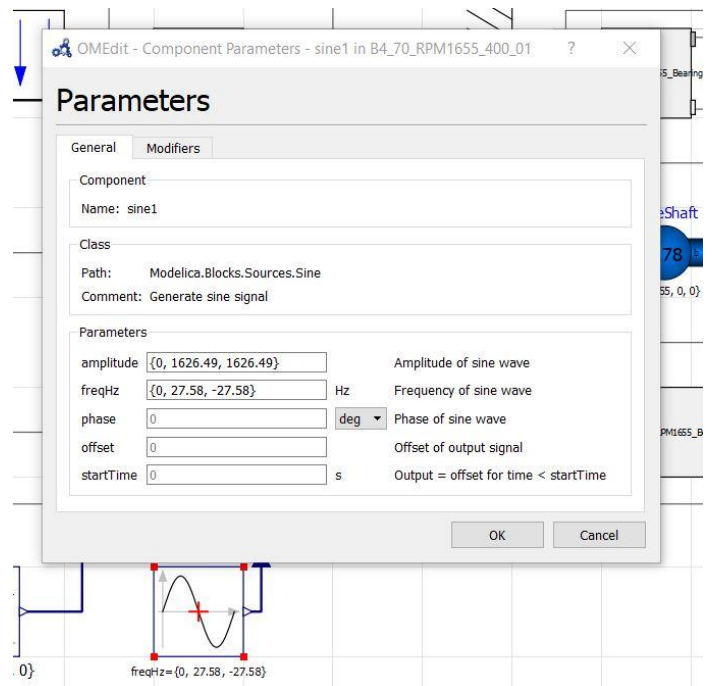 OMEdit - Component Parameters - sine1 in B4_70_RPM1655_400_01 ?
Parameters
General Modifiers
Component
Name: sine1
Class
Path: Modelica.Blocks.Sources.Sine
Comment: Generate sine signal
Parameters
amplitude {0, 1626.49, 1626.49} Amplitude of sine wave
freqHz {0, 27.58, -27.58} Hz Frequency of sine wave
phase 0 deg Phase of sine wave
offset 0 Offset of output signal
startTime 0 s Output = offset for time < startTime
OK Cancel
55_Bearing
eShaft
78 b
55, 0, 0}
RPM1655_B
, 0}
freqHz={0, 27.58, -27.58}